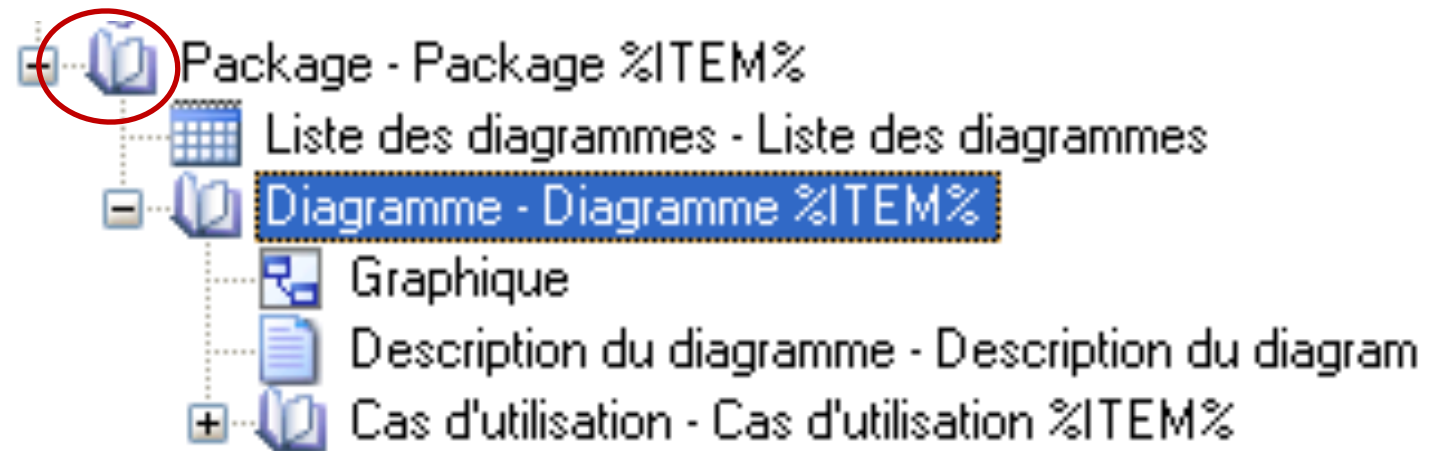 Package - Package %ITEM%
Liste des diagrammes - Liste des diagrammes
Diagramme - Diagramme %ITEM%
Graphique
Description du diagramme - Description du diagram
Cas d'utilisation - Cas d'utilisation %ITEM%